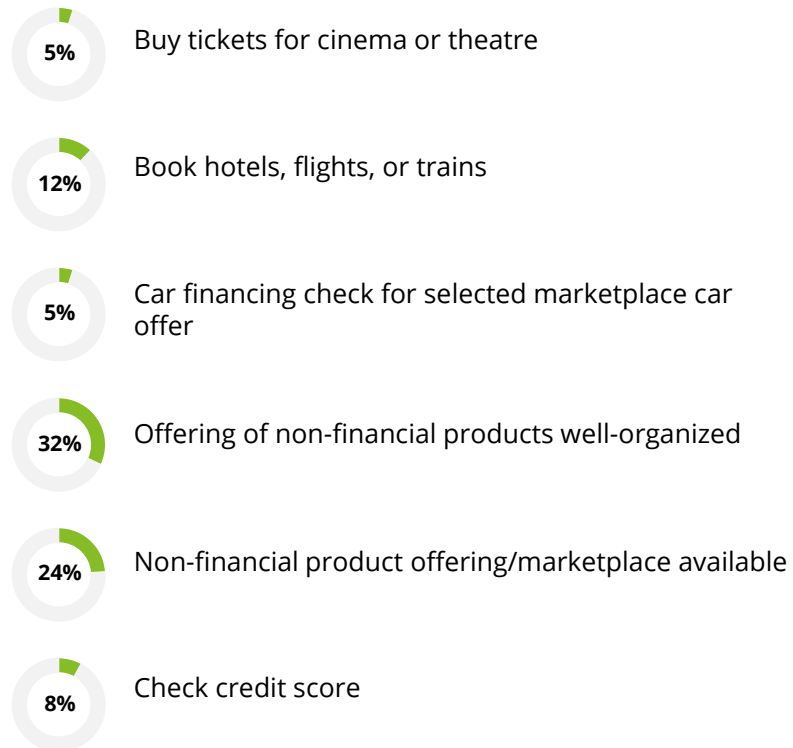 5%
Buy tickets for cinema or theatre
12%
Book hotels, flights, or trains
5%
Car financing check for selected marketplace car
offer
32%
Offering of non-financial products well-organized
24%
Non-financial product offering/marketplace available
8%
Check credit score